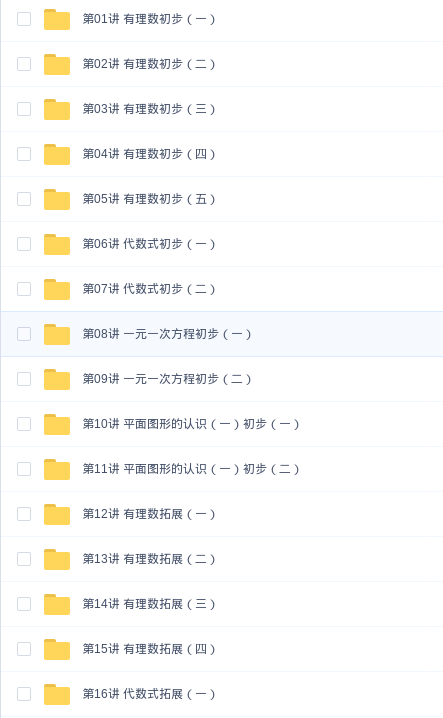 第01讲 有理数初步（一）
第02讲 有理数初步（二）
第03讲 有理数初步（三）
第04讲 有理数初步（四）
第05讲 有理数初步（五）
第06讲 代数式初步（一）
第07讲 代数式初步（二）
第08讲 一元一次方程初步（一）
第09讲 一元一次方程初步（二）
第10讲 平面图形的认识（一）初步（一）
第11讲 平面图形的认识（一）初步（二）
第12讲 有理数拓展（一）
第13讲 有理数拓展（二）
第14讲 有理数拓展（三）
第15讲 有理数拓展（四）
第16讲 代数式拓展（一）